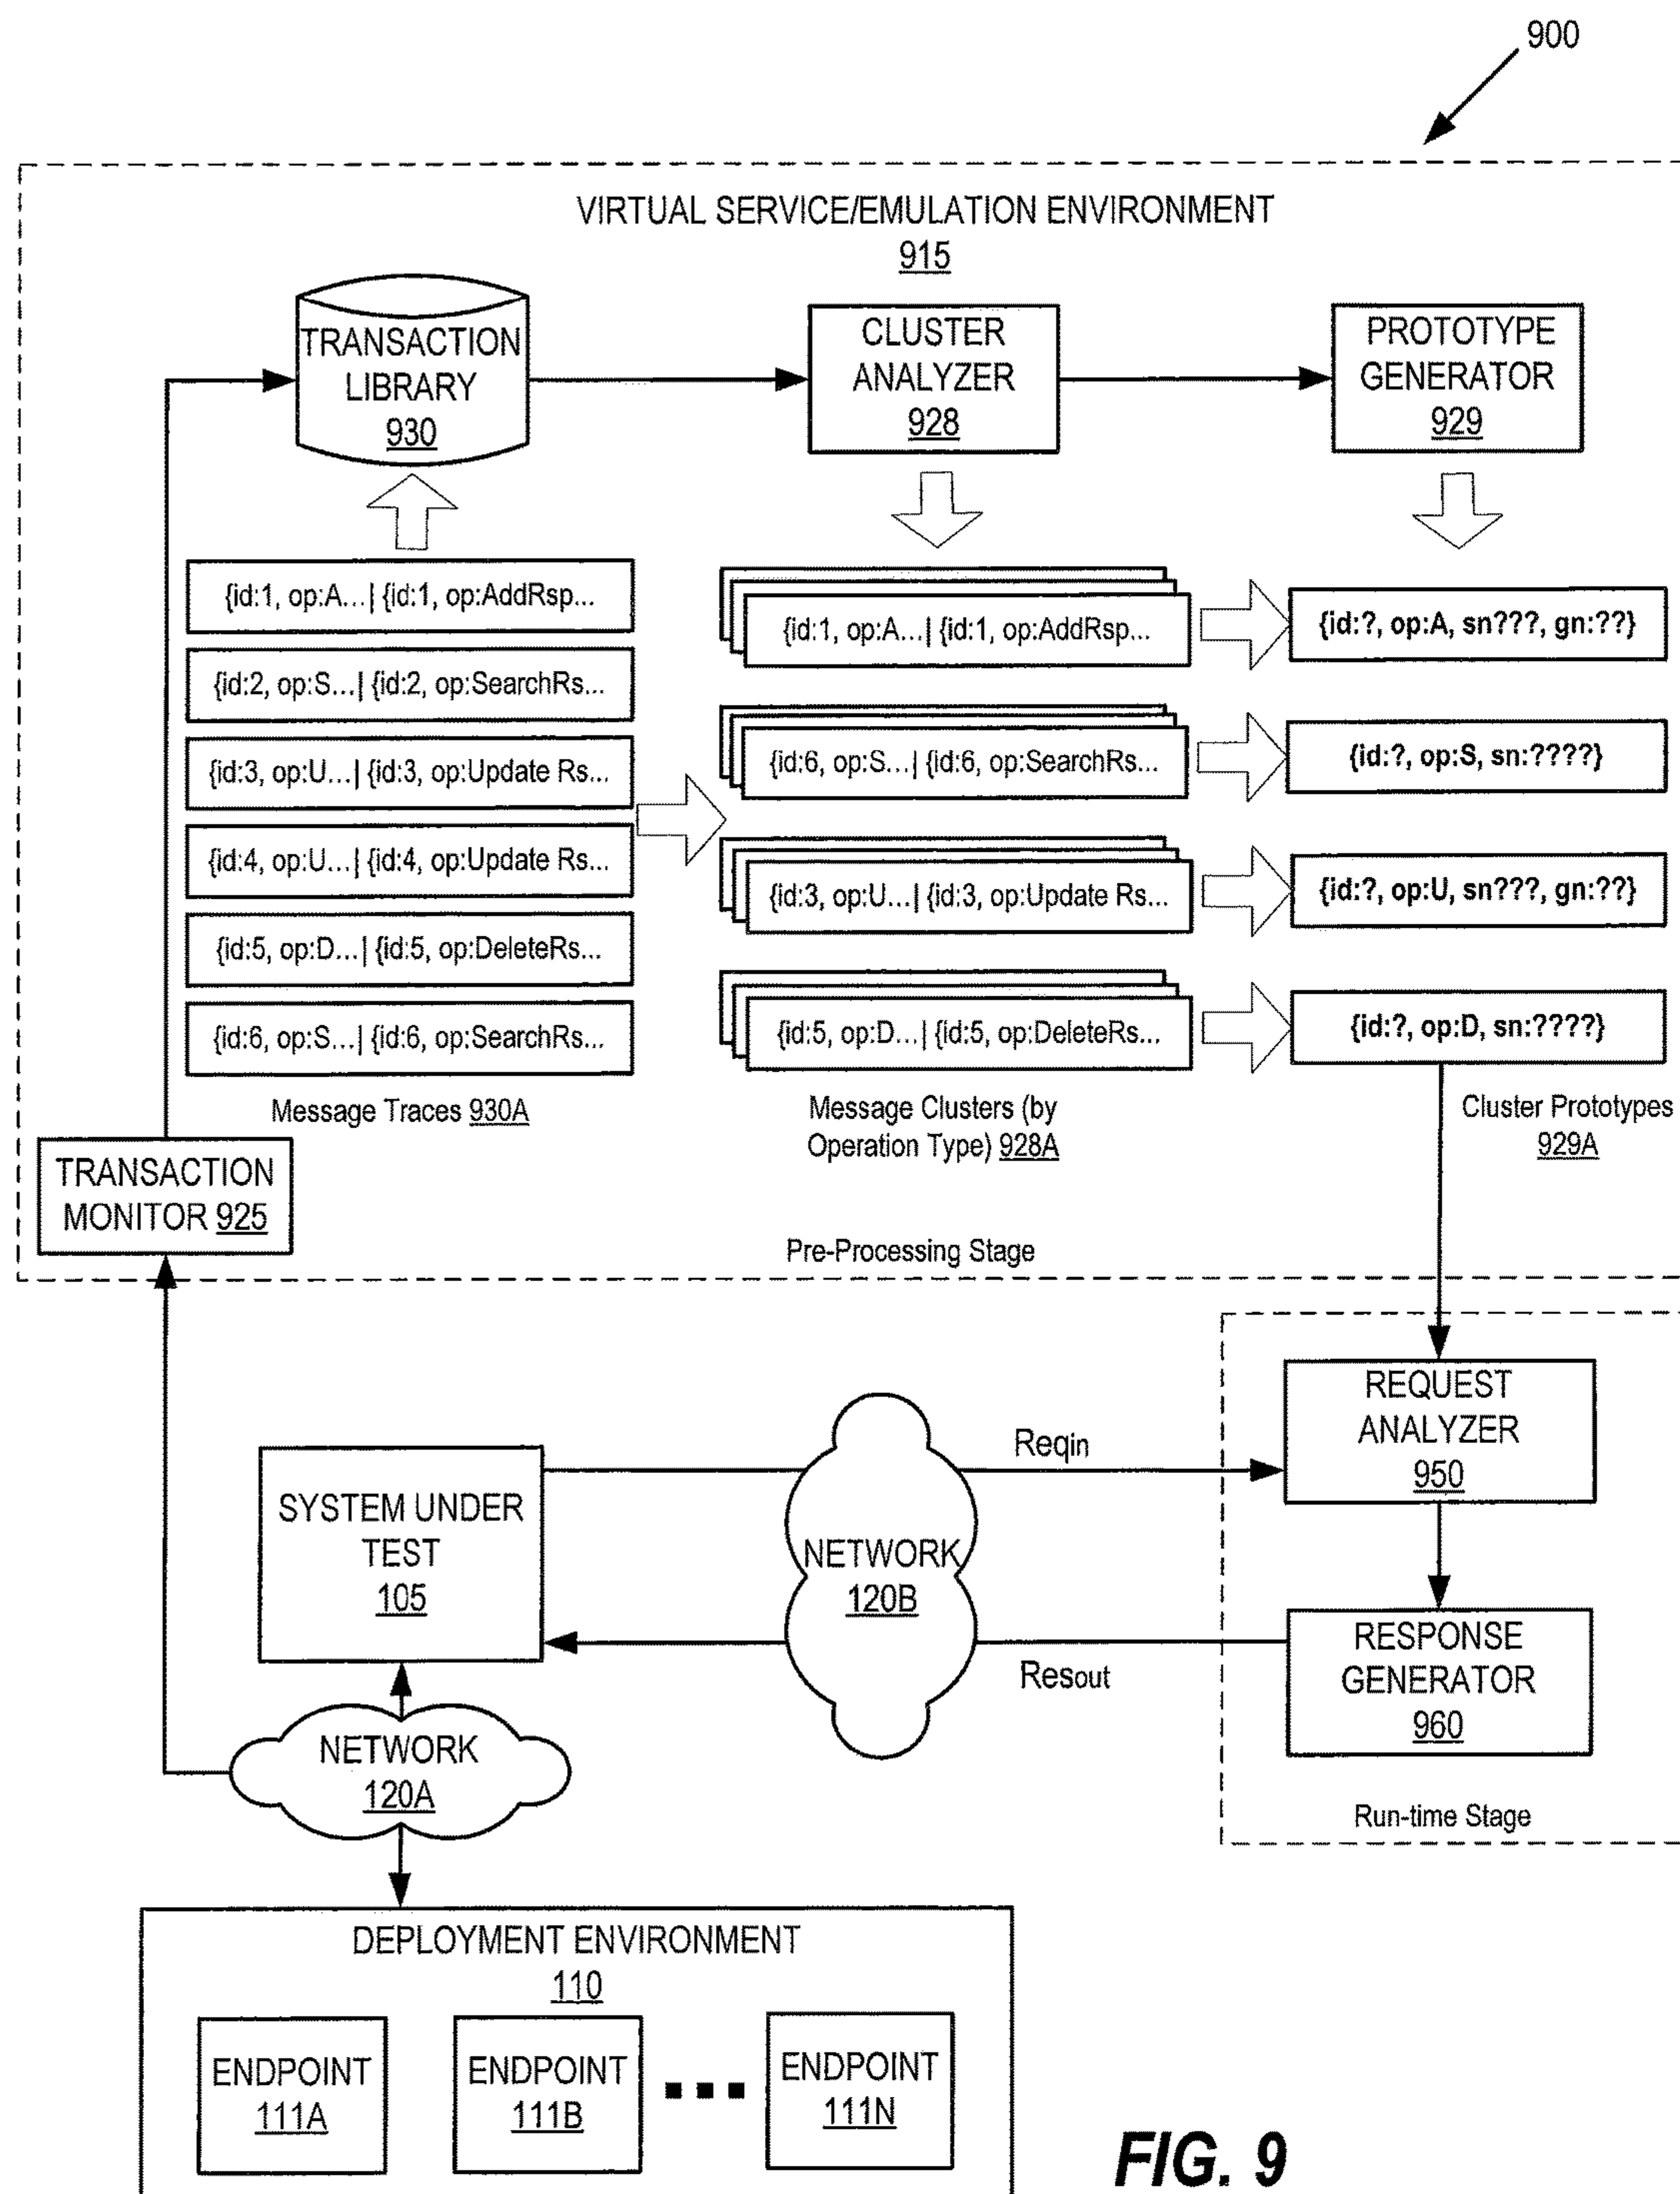 900
VIRTUAL SERVICE/EMULATION ENVIRONMENT
915
TRANSACTION
LIBRARY
930
CLUSTER
ANALYZER
928
PROTOTYPE
GENERATOR
929
{id:1, op:A...| {id:1, op:AddRsp...
{id:2, op:S...| {id:2, op:SearchRs...
{id:3, op:U...| {id:3, op:Update Rs...
{id:4, op:U...| {id:4, op:Update Rs...
{id:5, op:D...| {id:5, op:DeleteRs...
{id:6, op:S...| {id:6, op:SearchRs...
Message Traces 930A
{id:1, op:A...| {id:1, op:AddRsp...
{id:6, op:S...| {id:6, op:SearchRs...
{id:3, op:U...| {id:3, op:Update Rs...
{id:5, op:D...| {id:5, op:DeleteRs...
Message Clusters (by
Operation Type) 928A
{id:?, op:A, sn???, gn:??}
{id:?, op:S, sn:????}
{id:?, op:U, sn???, gn:??}
{id:?, op:D, sn:????}
Cluster Prototypes
929A
TRANSACTION
MONITOR 925
Pre-Processing Stage
REQUEST
ANALYZER
950
Reqin
SYSTEM UNDER
TEST
105
NETWORK
120B
RESPONSE
GENERATOR
960
Resout
NETWORK
120A
Run-time Stage
DEPLOYMENT ENVIRONMENT
110
ENDPOINT
111A
ENDPOINT
111B
ENDPOINT
111N
FIG. 9